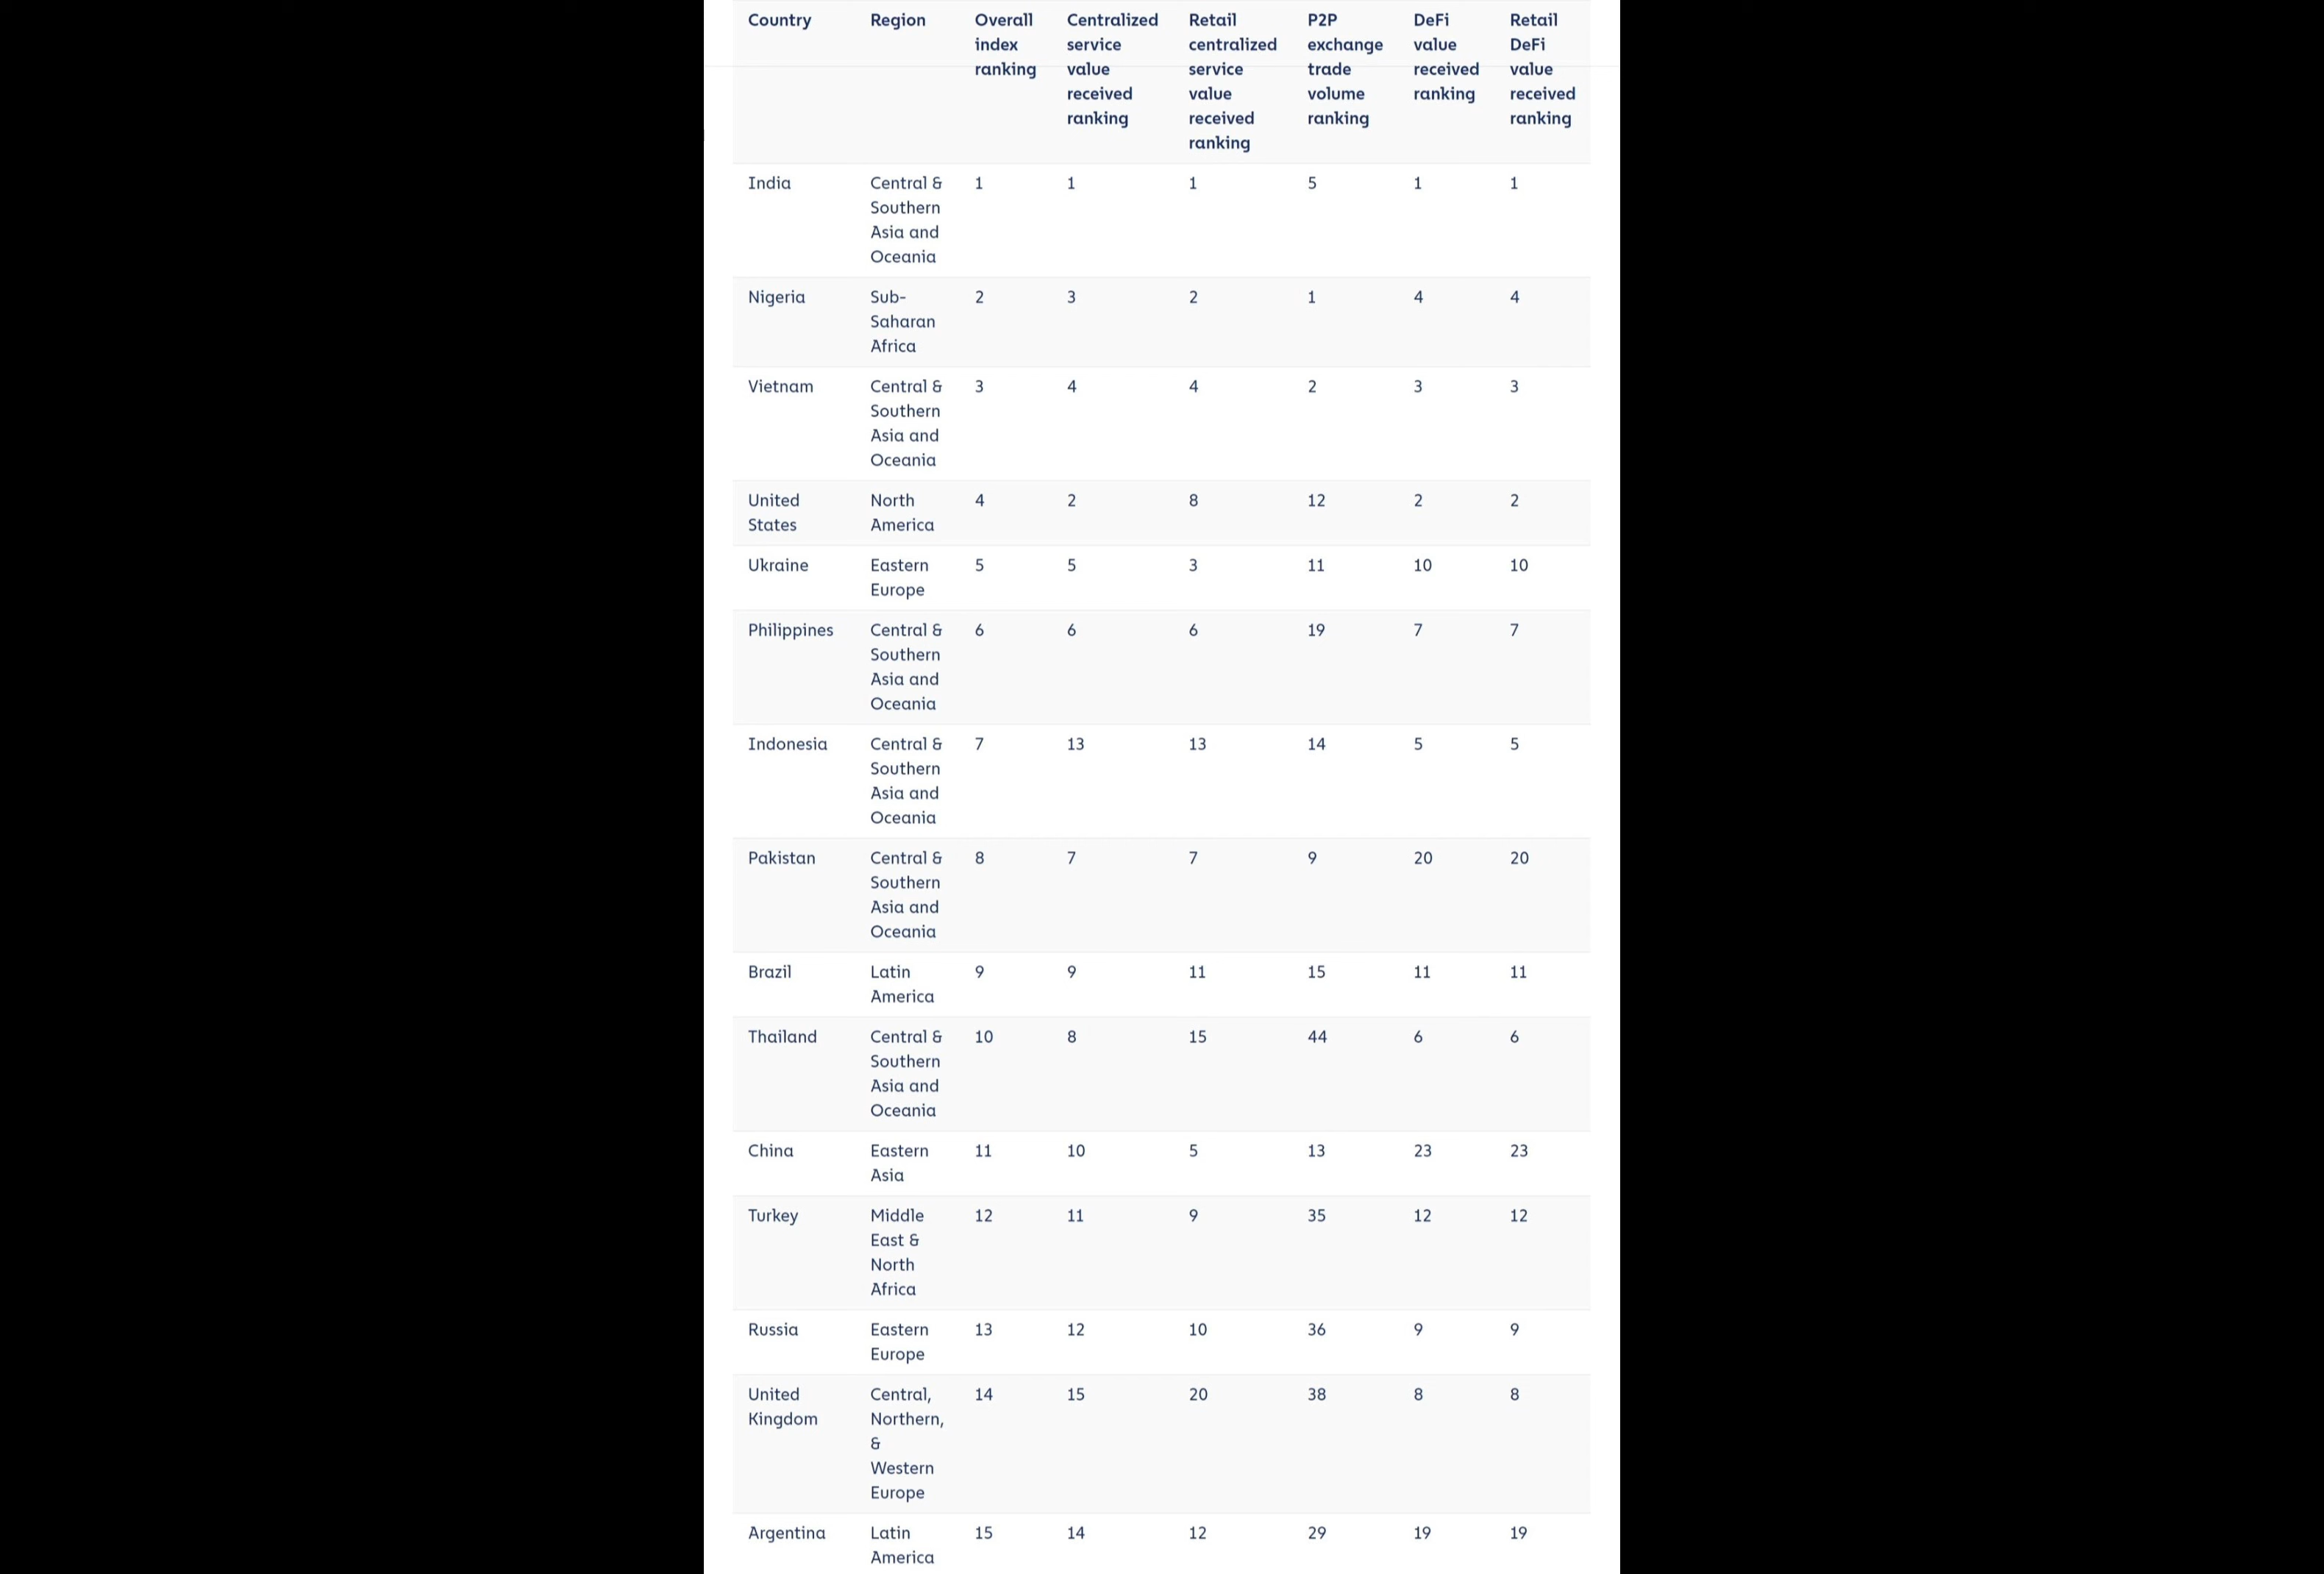 Country Region Overall index ranking Centralized service value received ranking Retail centralized service value received ranking P2P exchange trade volume ranking DeFi value received ranking Retail DeFi value received ranking
India Central & Southern Asia and Oceania 1 1 1 5 1 1
Nigeria Sub-Saharan Africa 2 3 2 1 4 4
Vietnam Central & Southern Asia and Oceania 3 4 4 2 3 3
United States North America 4 2 8 12 2 2
Ukraine Eastern Europe 5 5 3 11 10 10
Philippines Central & Southern Asia and Oceania 6 6 6 19 7 7
Indonesia Central & Southern Asia and Oceania 7 13 13 14 5 5
Pakistan Central & Southern Asia and Oceania 8 7 7 9 20 20
Brazil Latin America 9 9 11 15 11 11
Thailand Central & Southern Asia and Oceania 10 8 15 44 6 6
China Eastern Asia 11 10 5 13 23 23
Turkey Middle East & North Africa 12 11 9 35 12 12
Russia Eastern Europe 13 12 10 36 9 9
United Kingdom Central, Northern, & Western Europe 14 15 20 38 8 8
Argentina Latin America 15 14 12 29 19 19